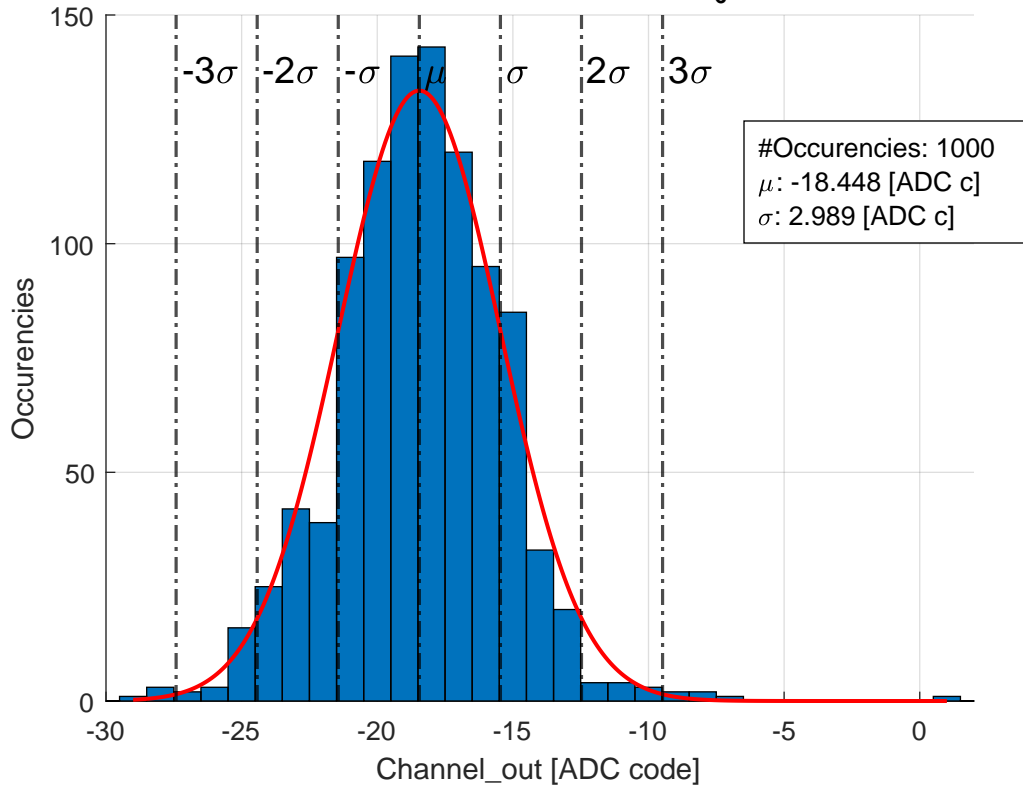 150
-3σ -2σ -σ μ σ 2σ 3σ
#Occurencies: 1000
μ: -18.448 [ADC c]
σ: 2.989 [ADC c]
100
50
0
Occurencies
-30 -25 -20 -15 -10 -5 0
Channel_out [ADC code]